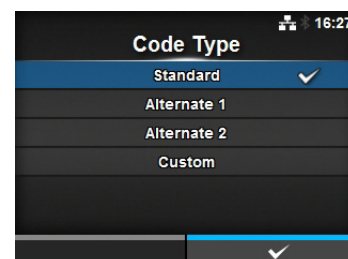 16:27
Code Type
Standard
Alternate 1
Alternate 2
Custom